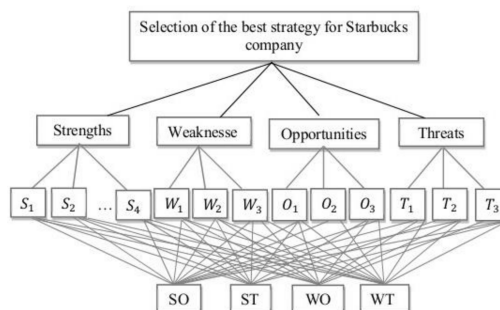 Selection of the best strategy for Starbucks
company
Strengths Weaknesse Opportunities Threats
S₁ S₂ … S₄ W₁ W₂ W₃ O₁ O₂ O₃ T₁ T₂ T₃
SO ST WO WT